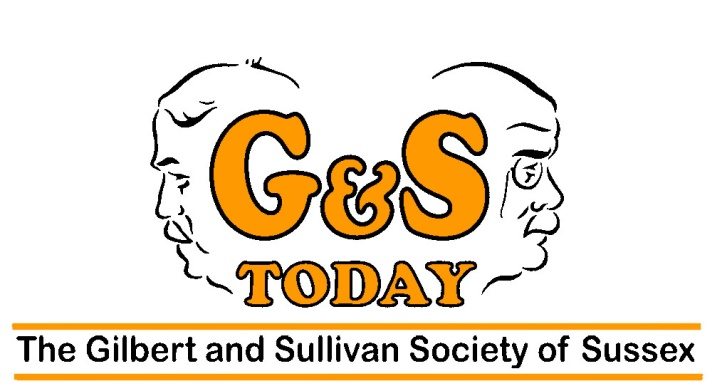 G&S
TODAY
The Gilbert and Sullivan Society of Sussex